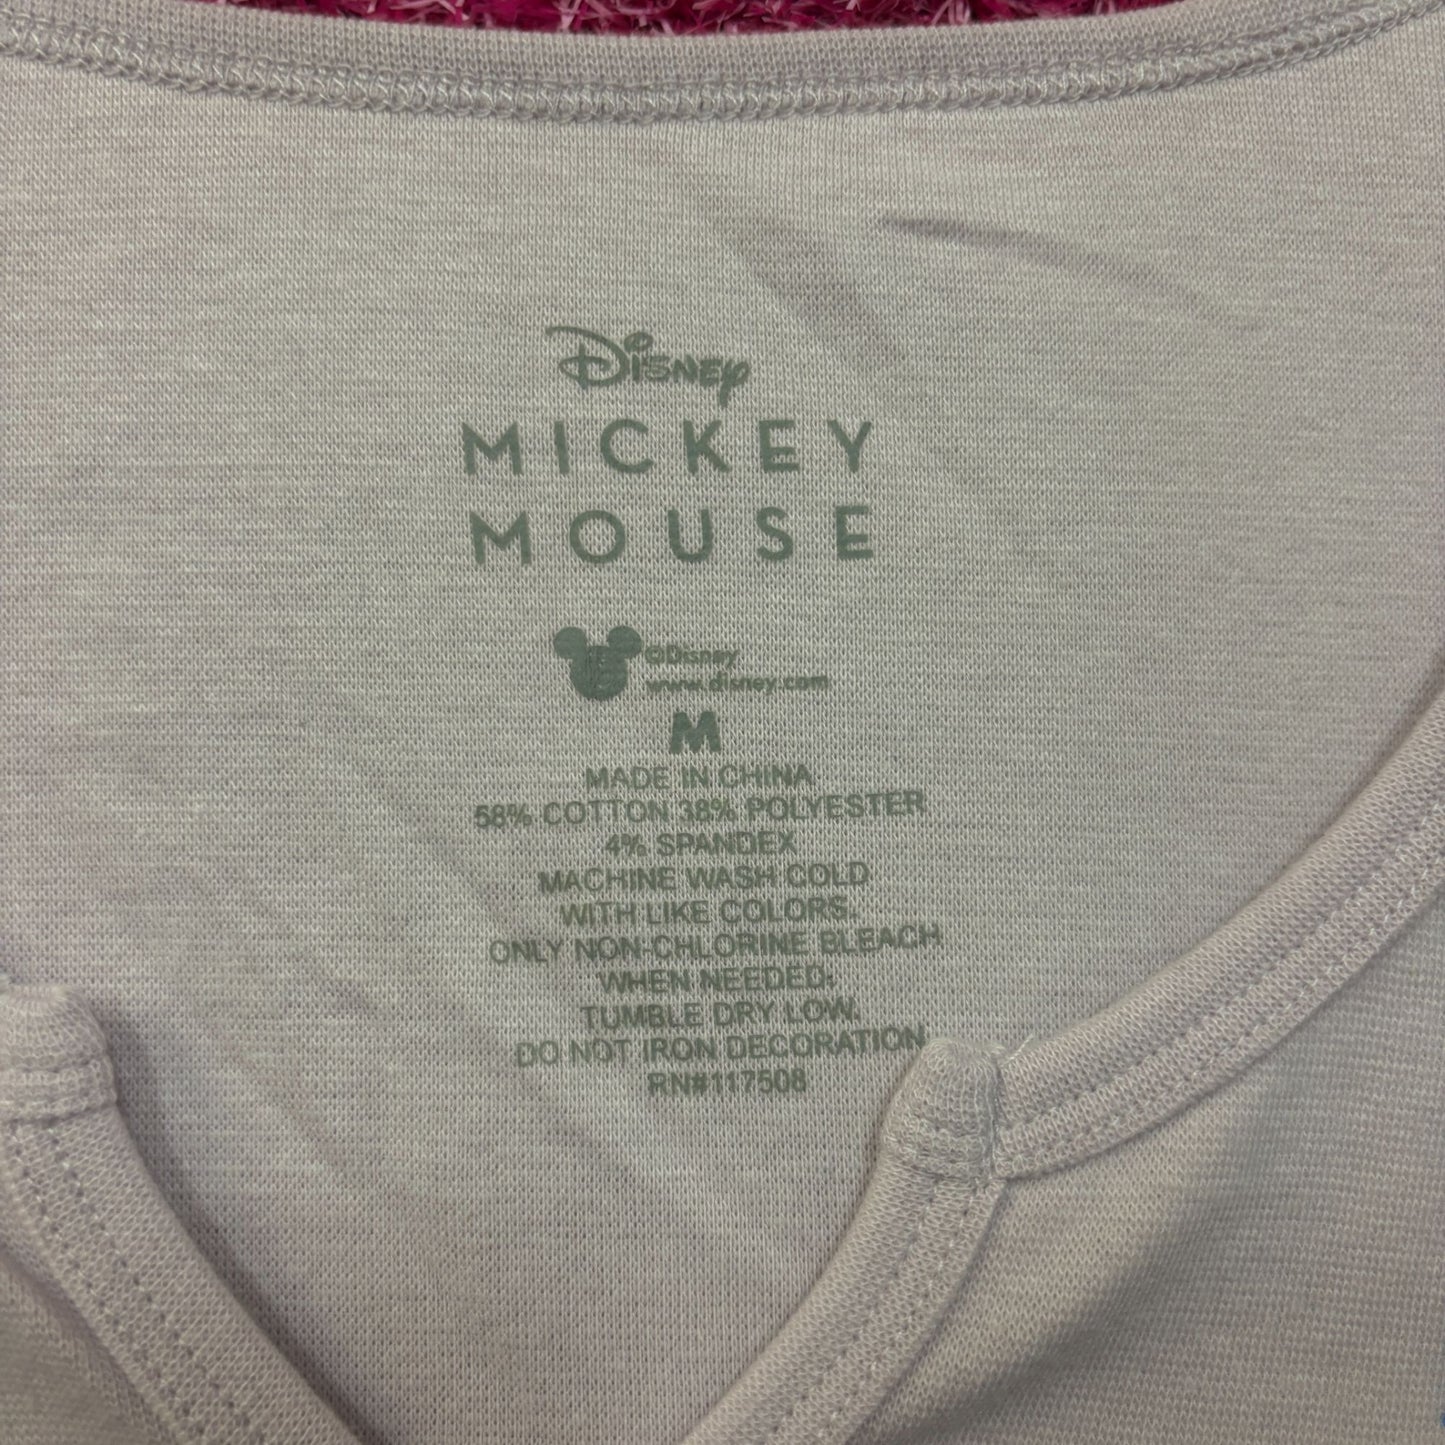 Disney
MICKEY
MOUSE
©Disney
www.disney.com
M
MADE IN CHINA
58% COTTON 38% POLYESTER
4% SPANDEX
MACHINE WASH COLD
WITH LIKE COLORS.
ONLY NON-CHLORINE BLEACH
WHEN NEEDED.
TUMBLE DRY LOW.
DO NOT IRON DECORATION
RN#117508